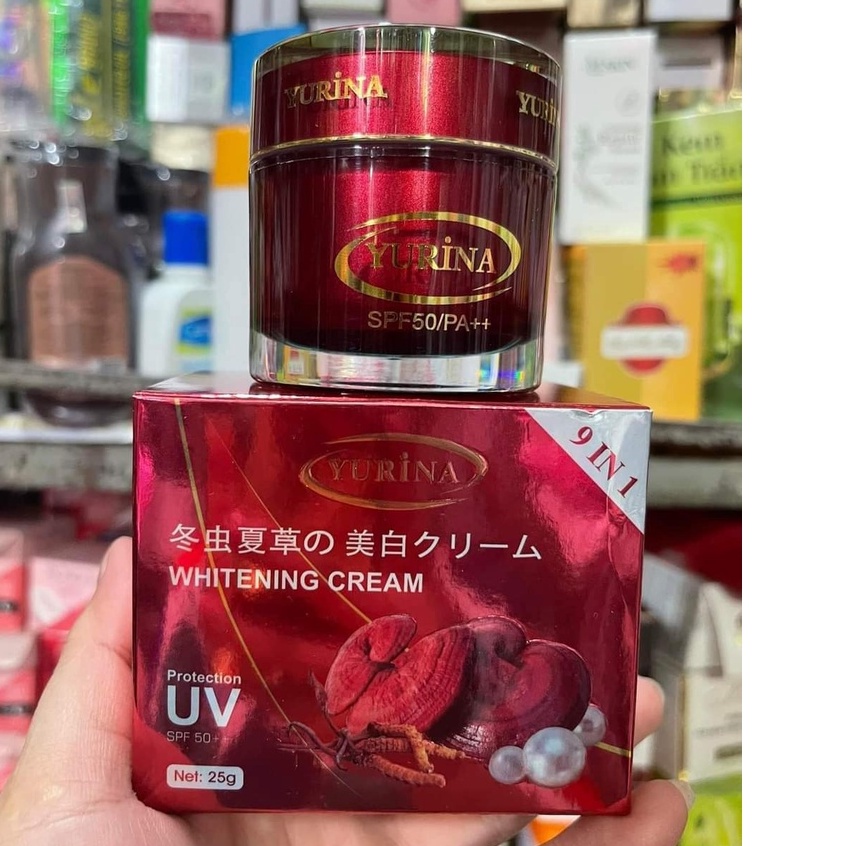 YURiNA
YURiNA
SPF50/PA++
YURiNA
9 IN 1
冬虫夏草の 美白クリーム
WHITENING CREAM
Protection
UV
SPF 50++
Net: 25g
Kem